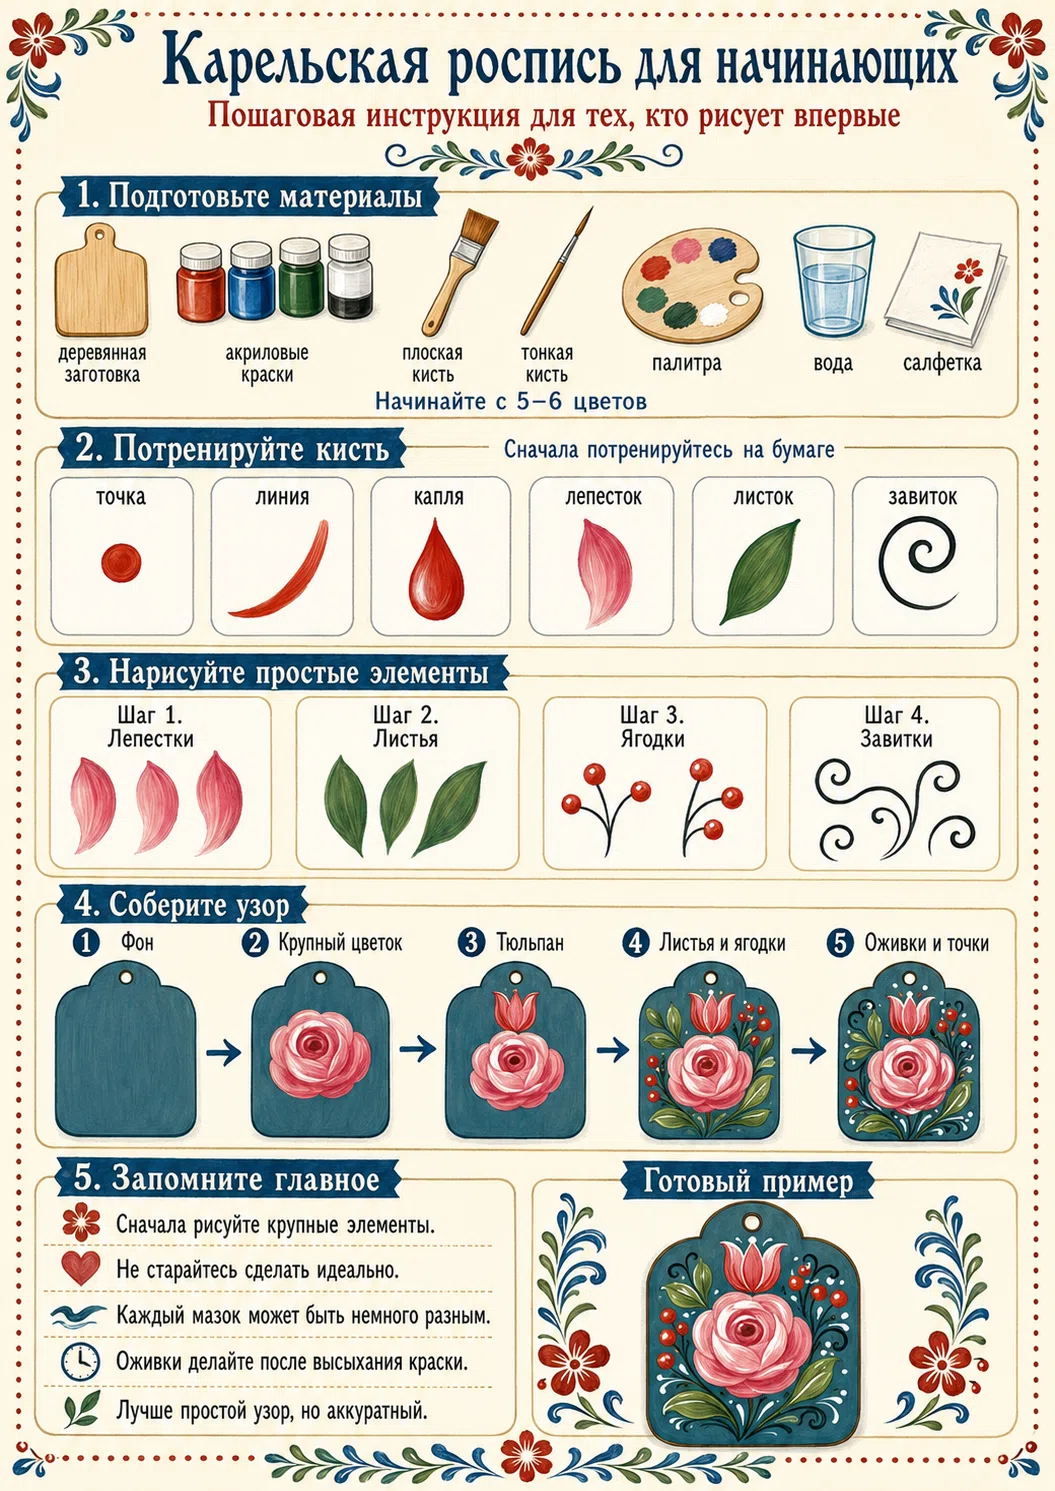 Карельская роспись для начинающих
Пошаговая инструкция для тех, кто рисует впервые
1. Подготовьте материалы
деревянная
заготовка
акриловые
краски
плоская
кисть
тонкая
кисть
палитра
вода
салфетка
Начинайте с 5–6 цветов
2. Потренируйте кисть
Сначала потренируйтесь на бумаге
точка
линия
капля
лепесток
листок
завиток
3. Нарисуйте простые элементы
Шаг 1.
Лепестки
Шаг 2.
Листья
Шаг 3.
Ягодки
Шаг 4.
Завитки
4. Соберите узор
1 Фон
2 Крупный цветок
3 Тюльпан
4 Листья и ягодки
5 Оживки и точки
5. Запомните главное
Сначала рисуйте крупные элементы.
Не старайтесь сделать идеально.
Каждый мазок может быть немного разным.
Оживки делайте после высыхания краски.
Лучше простой узор, но аккуратный.
Готовый пример